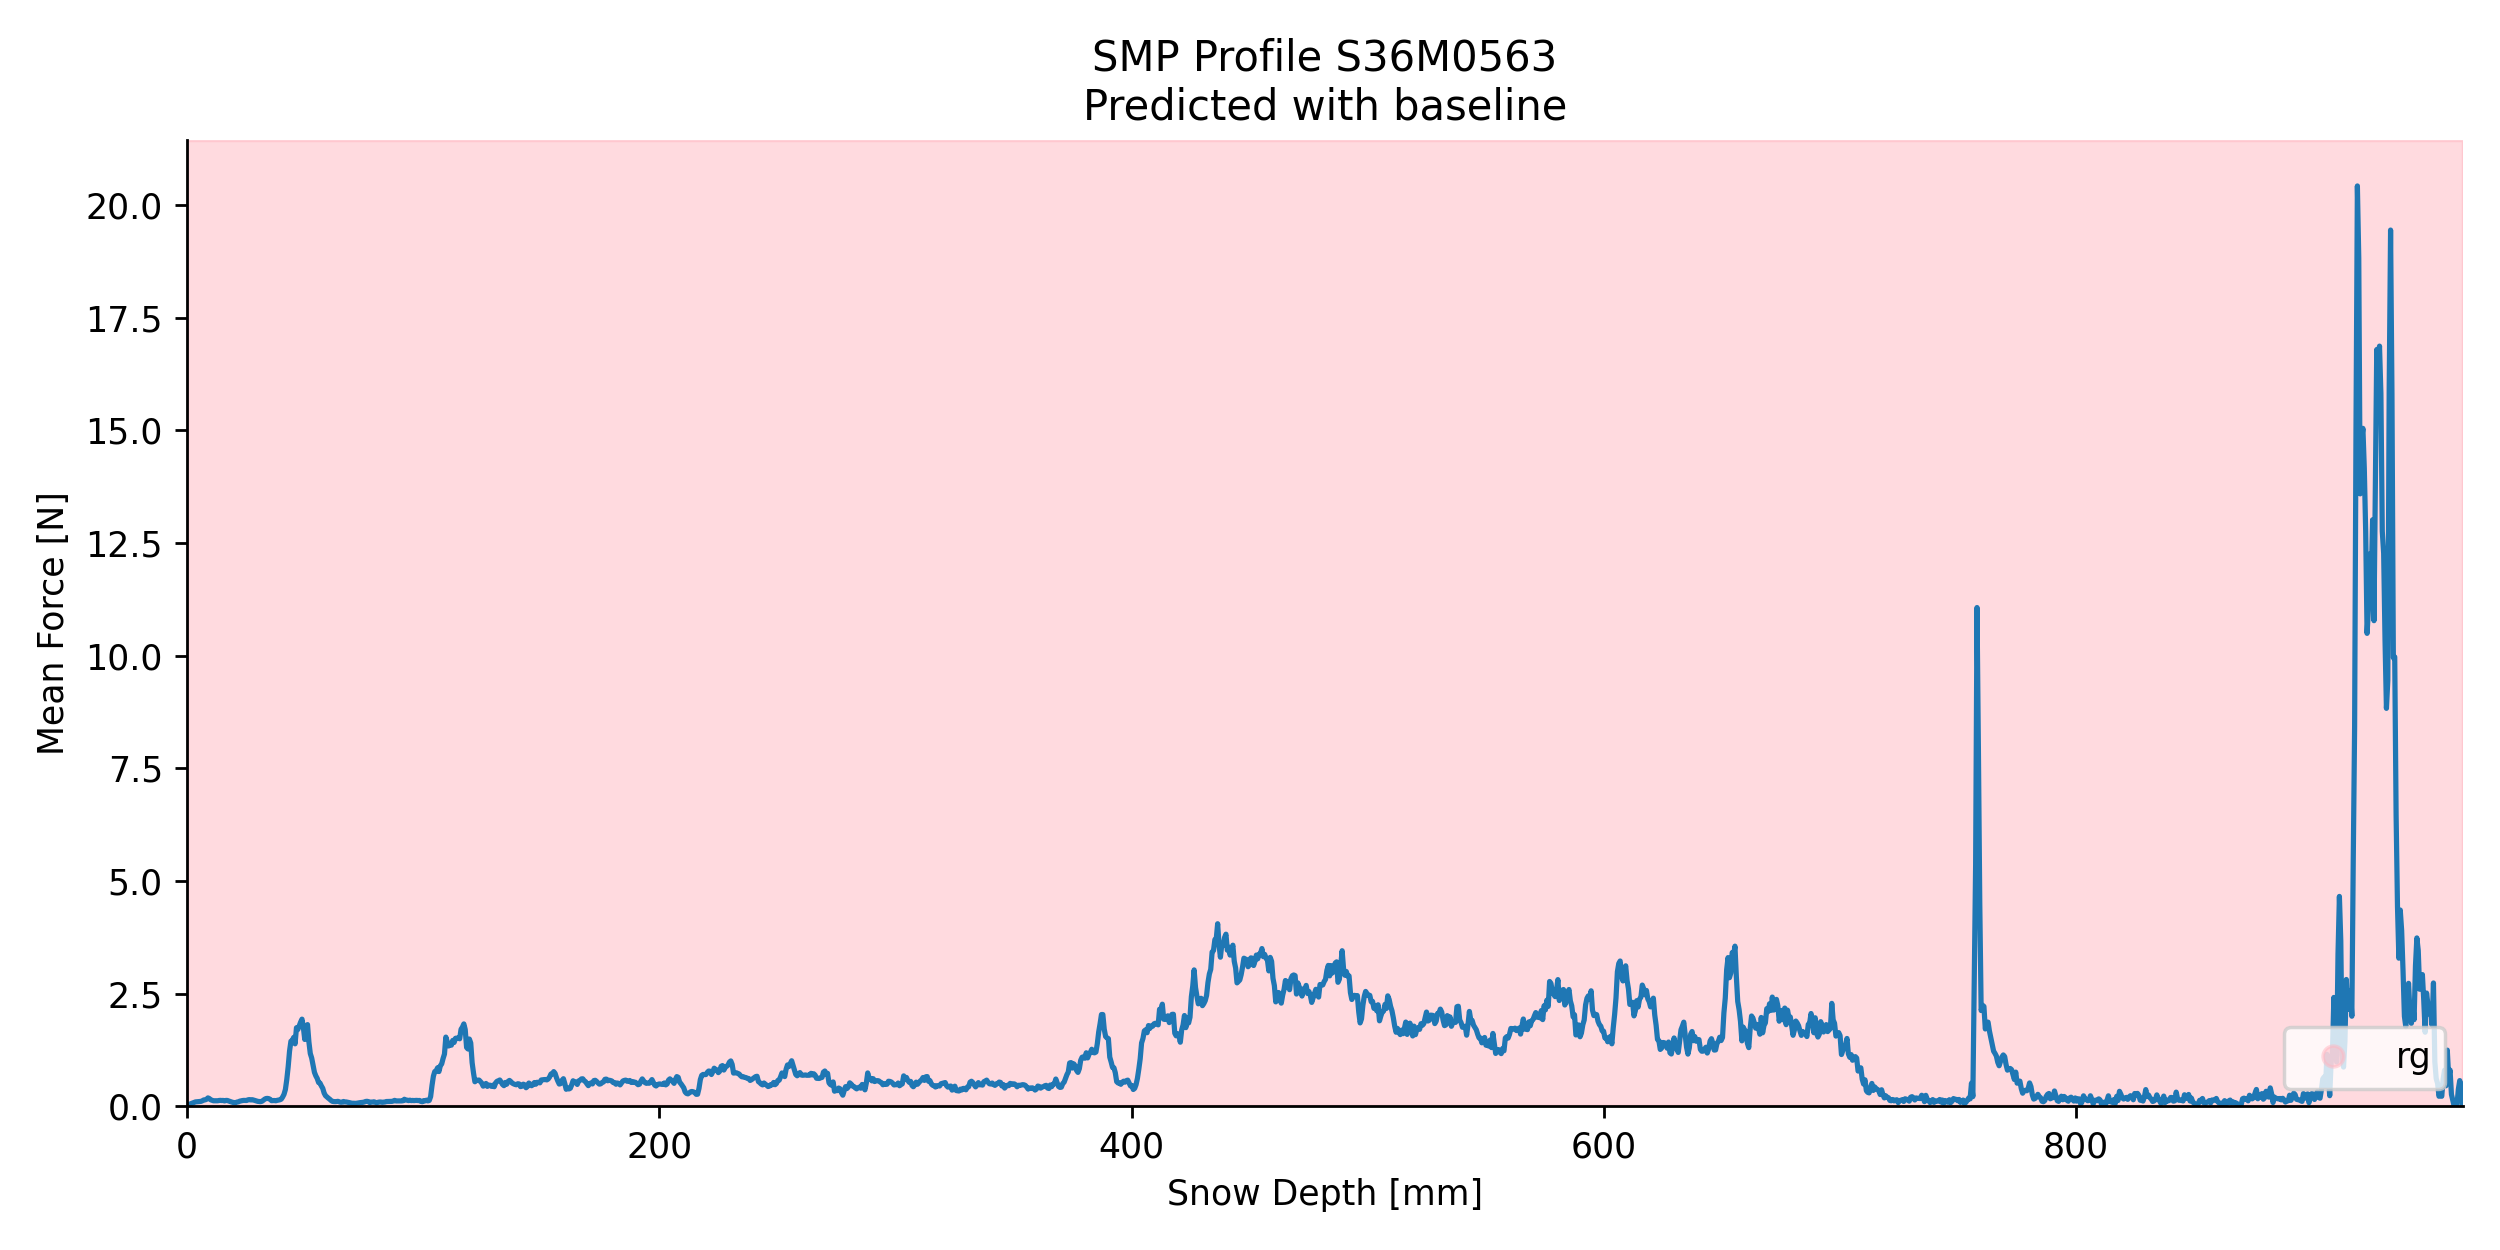 SMP Profile S36M0563
Predicted with baseline
Mean Force [N]
20.0
17.5
15.0
12.5
10.0
7.5
5.0
2.5
0.0
rg
0 200 400 600 800
Snow Depth [mm]